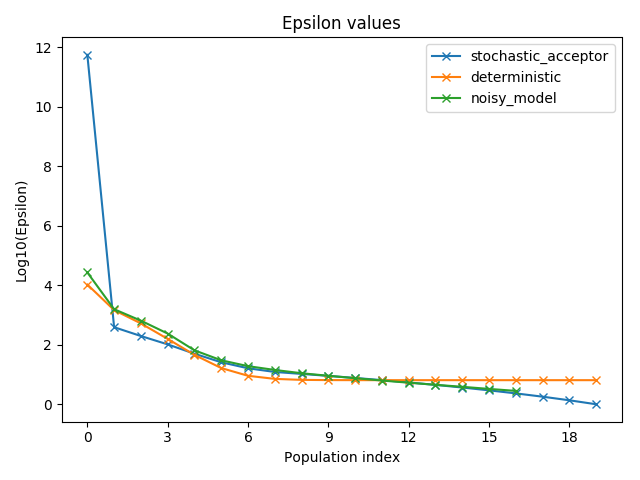 Epsilon values
stochastic_acceptor
deterministic
noisy_model
Log10(Epsilon)
12
10
8
6
4
2
0
0 3 6 9 12 15 18
Population index